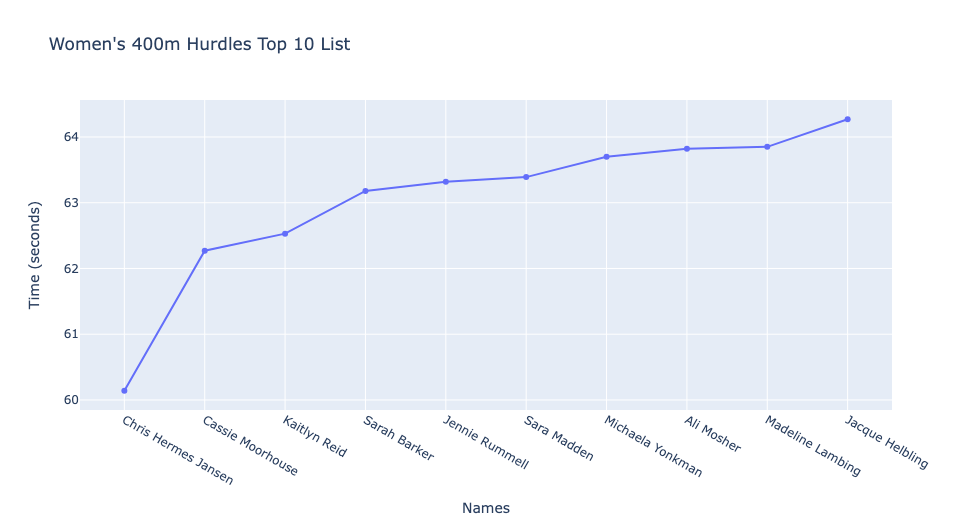 Women's 400m Hurdles Top 10 List
Time (seconds)
64
63
62
61
60
Chris Hermes Jansen
Cassie Moorhouse
Kaitlyn Reid
Sarah Barker
Jennie Rummell
Sara Madden
Michaela Yonkman
Ali Mosher
Madeline Lambing
Jacque Helbling
Names